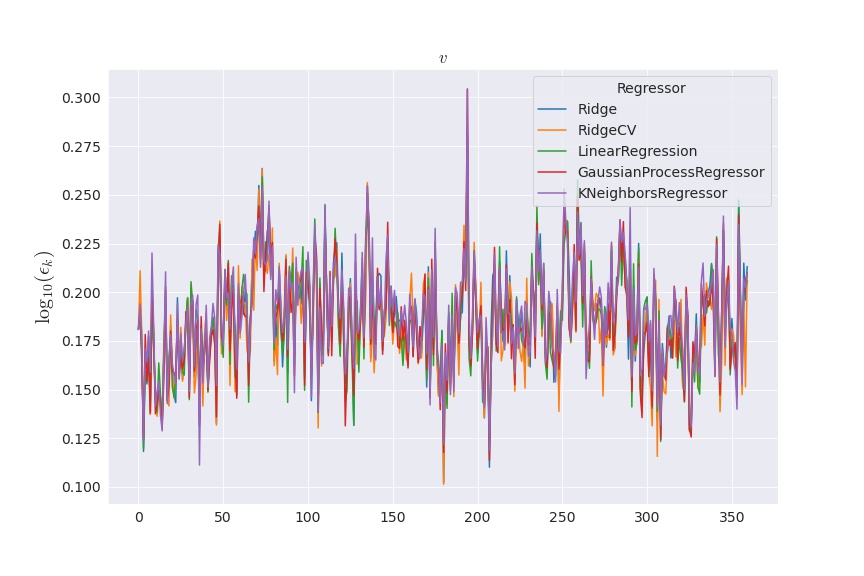 v
Regressor
Ridge
RidgeCV
LinearRegression
GaussianProcessRegressor
KNeighborsRegressor
0.300
0.275
0.250
0.225
0.200
0.175
0.150
0.125
0.100
log₁₀(ϵₖ)
0 50 100 150 200 250 300 350